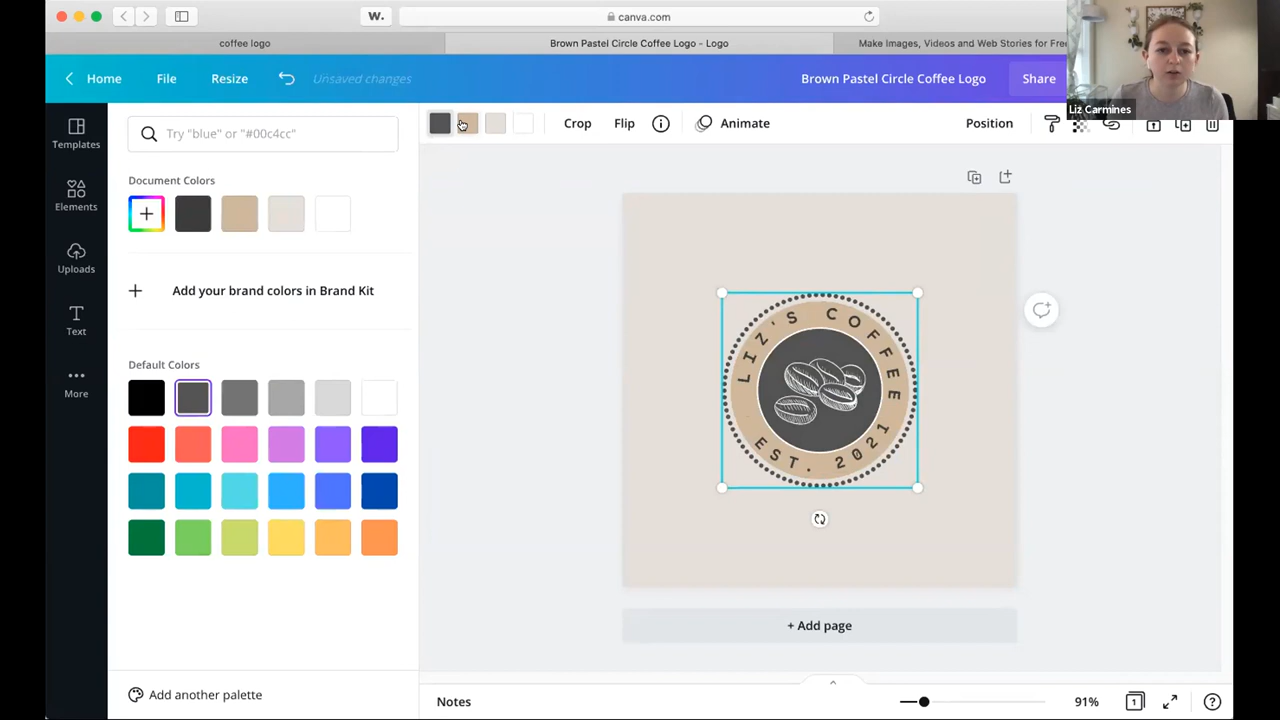 W.
canva.com
coffee logo
Brown Pastel Circle Coffee Logo - Logo
Make Images, Videos and Web Stories for Free
Home
File
Resize
Unsaved changes
Brown Pastel Circle Coffee Logo
Share
Liz Carmines
Try "blue" or "#00c4cc"
Crop
Flip
Animate
Position
Templates
Elements
Uploads
Text
More
Document Colors
Add your brand colors in Brand Kit
Default Colors
Add another palette
LIZ'S COFFEE
EST. 2021
+ Add page
Notes
91%
1